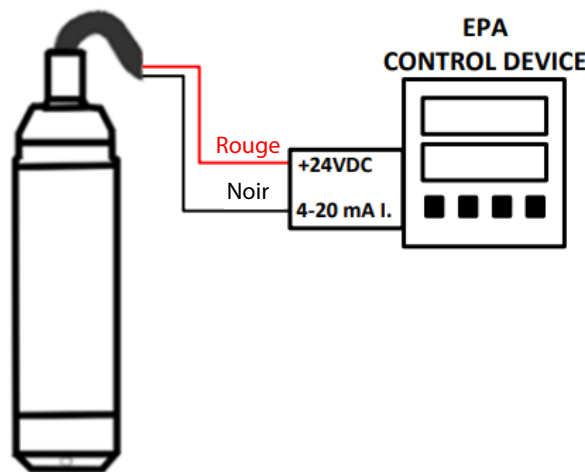 EPA
CONTROL DEVICE
Rouge
+24VDC
Noir
4-20 mA I.